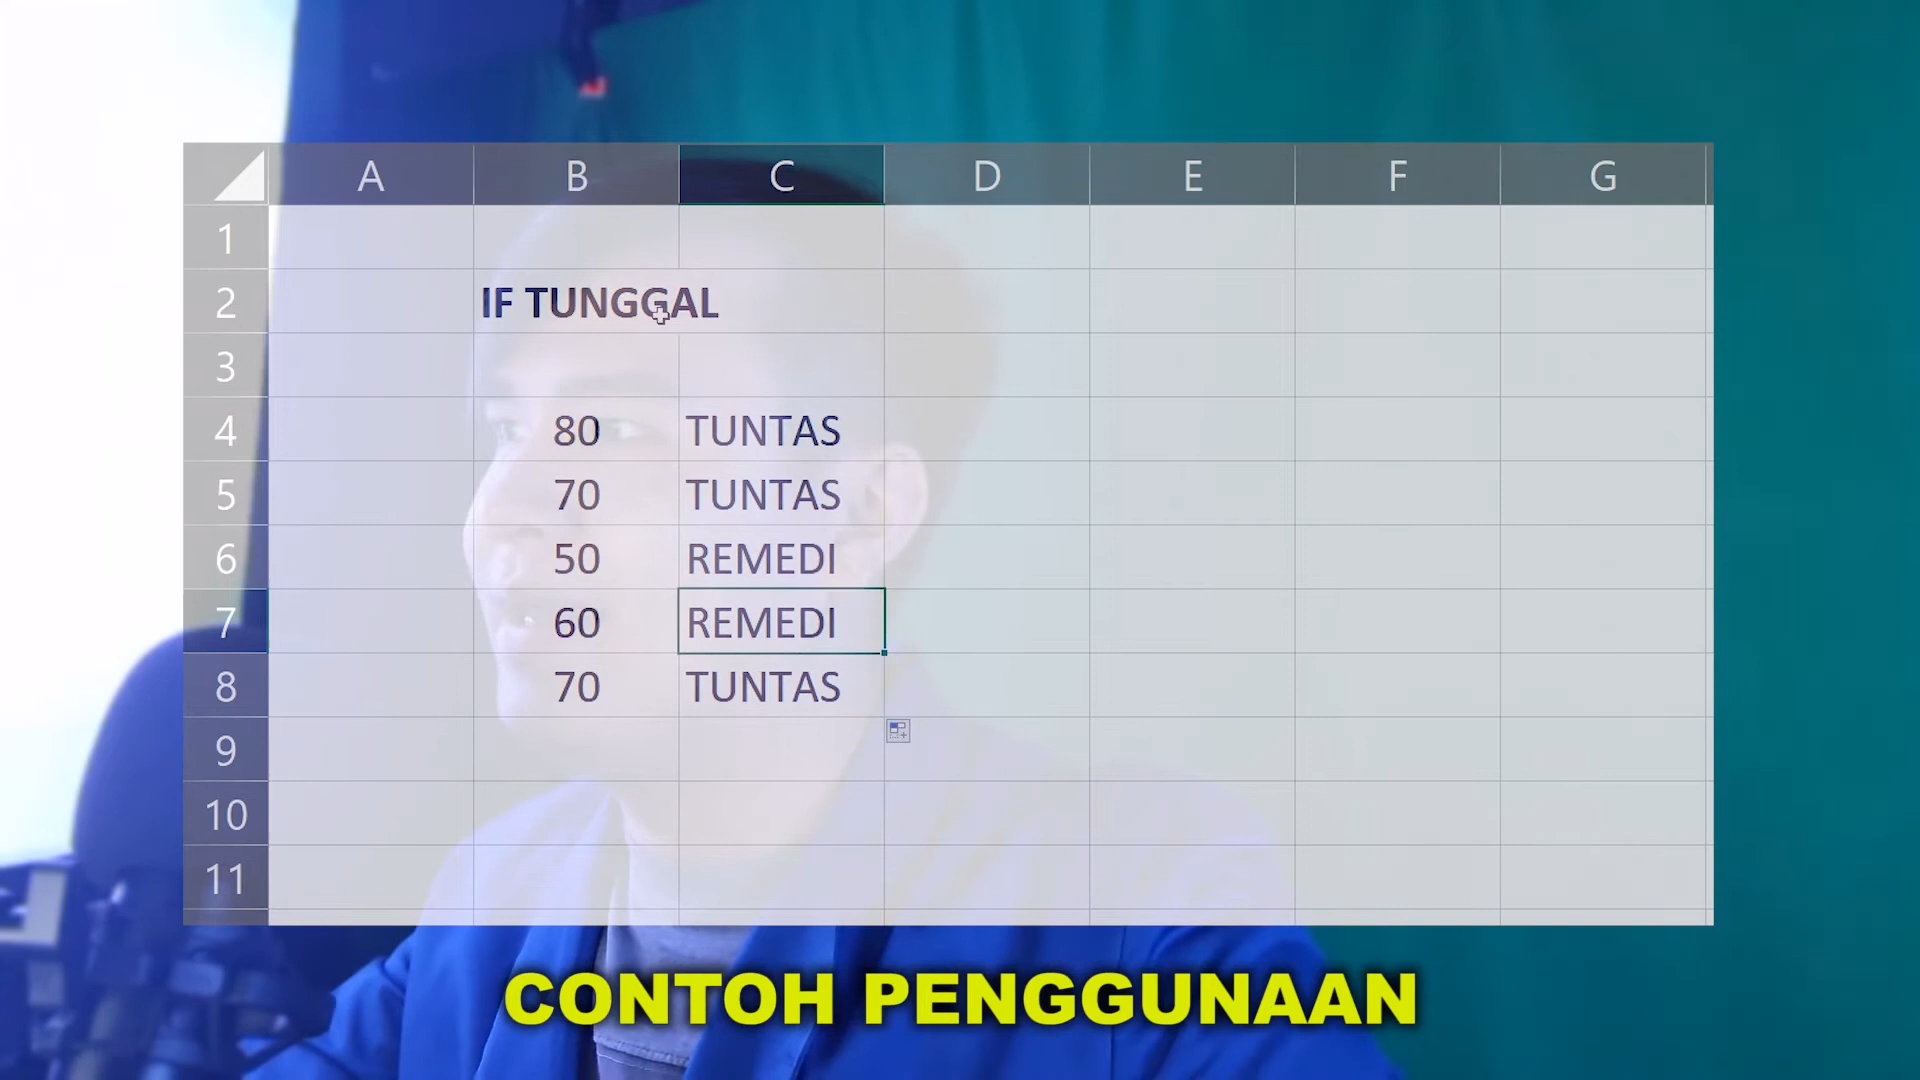 A B C D E F G
1
2 IF TUNGGAL
3
4 80 TUNTAS
5 70 TUNTAS
6 50 REMEDI
7 60 REMEDI
8 70 TUNTAS
9
10
11
CONTOH PENGGUNAAN